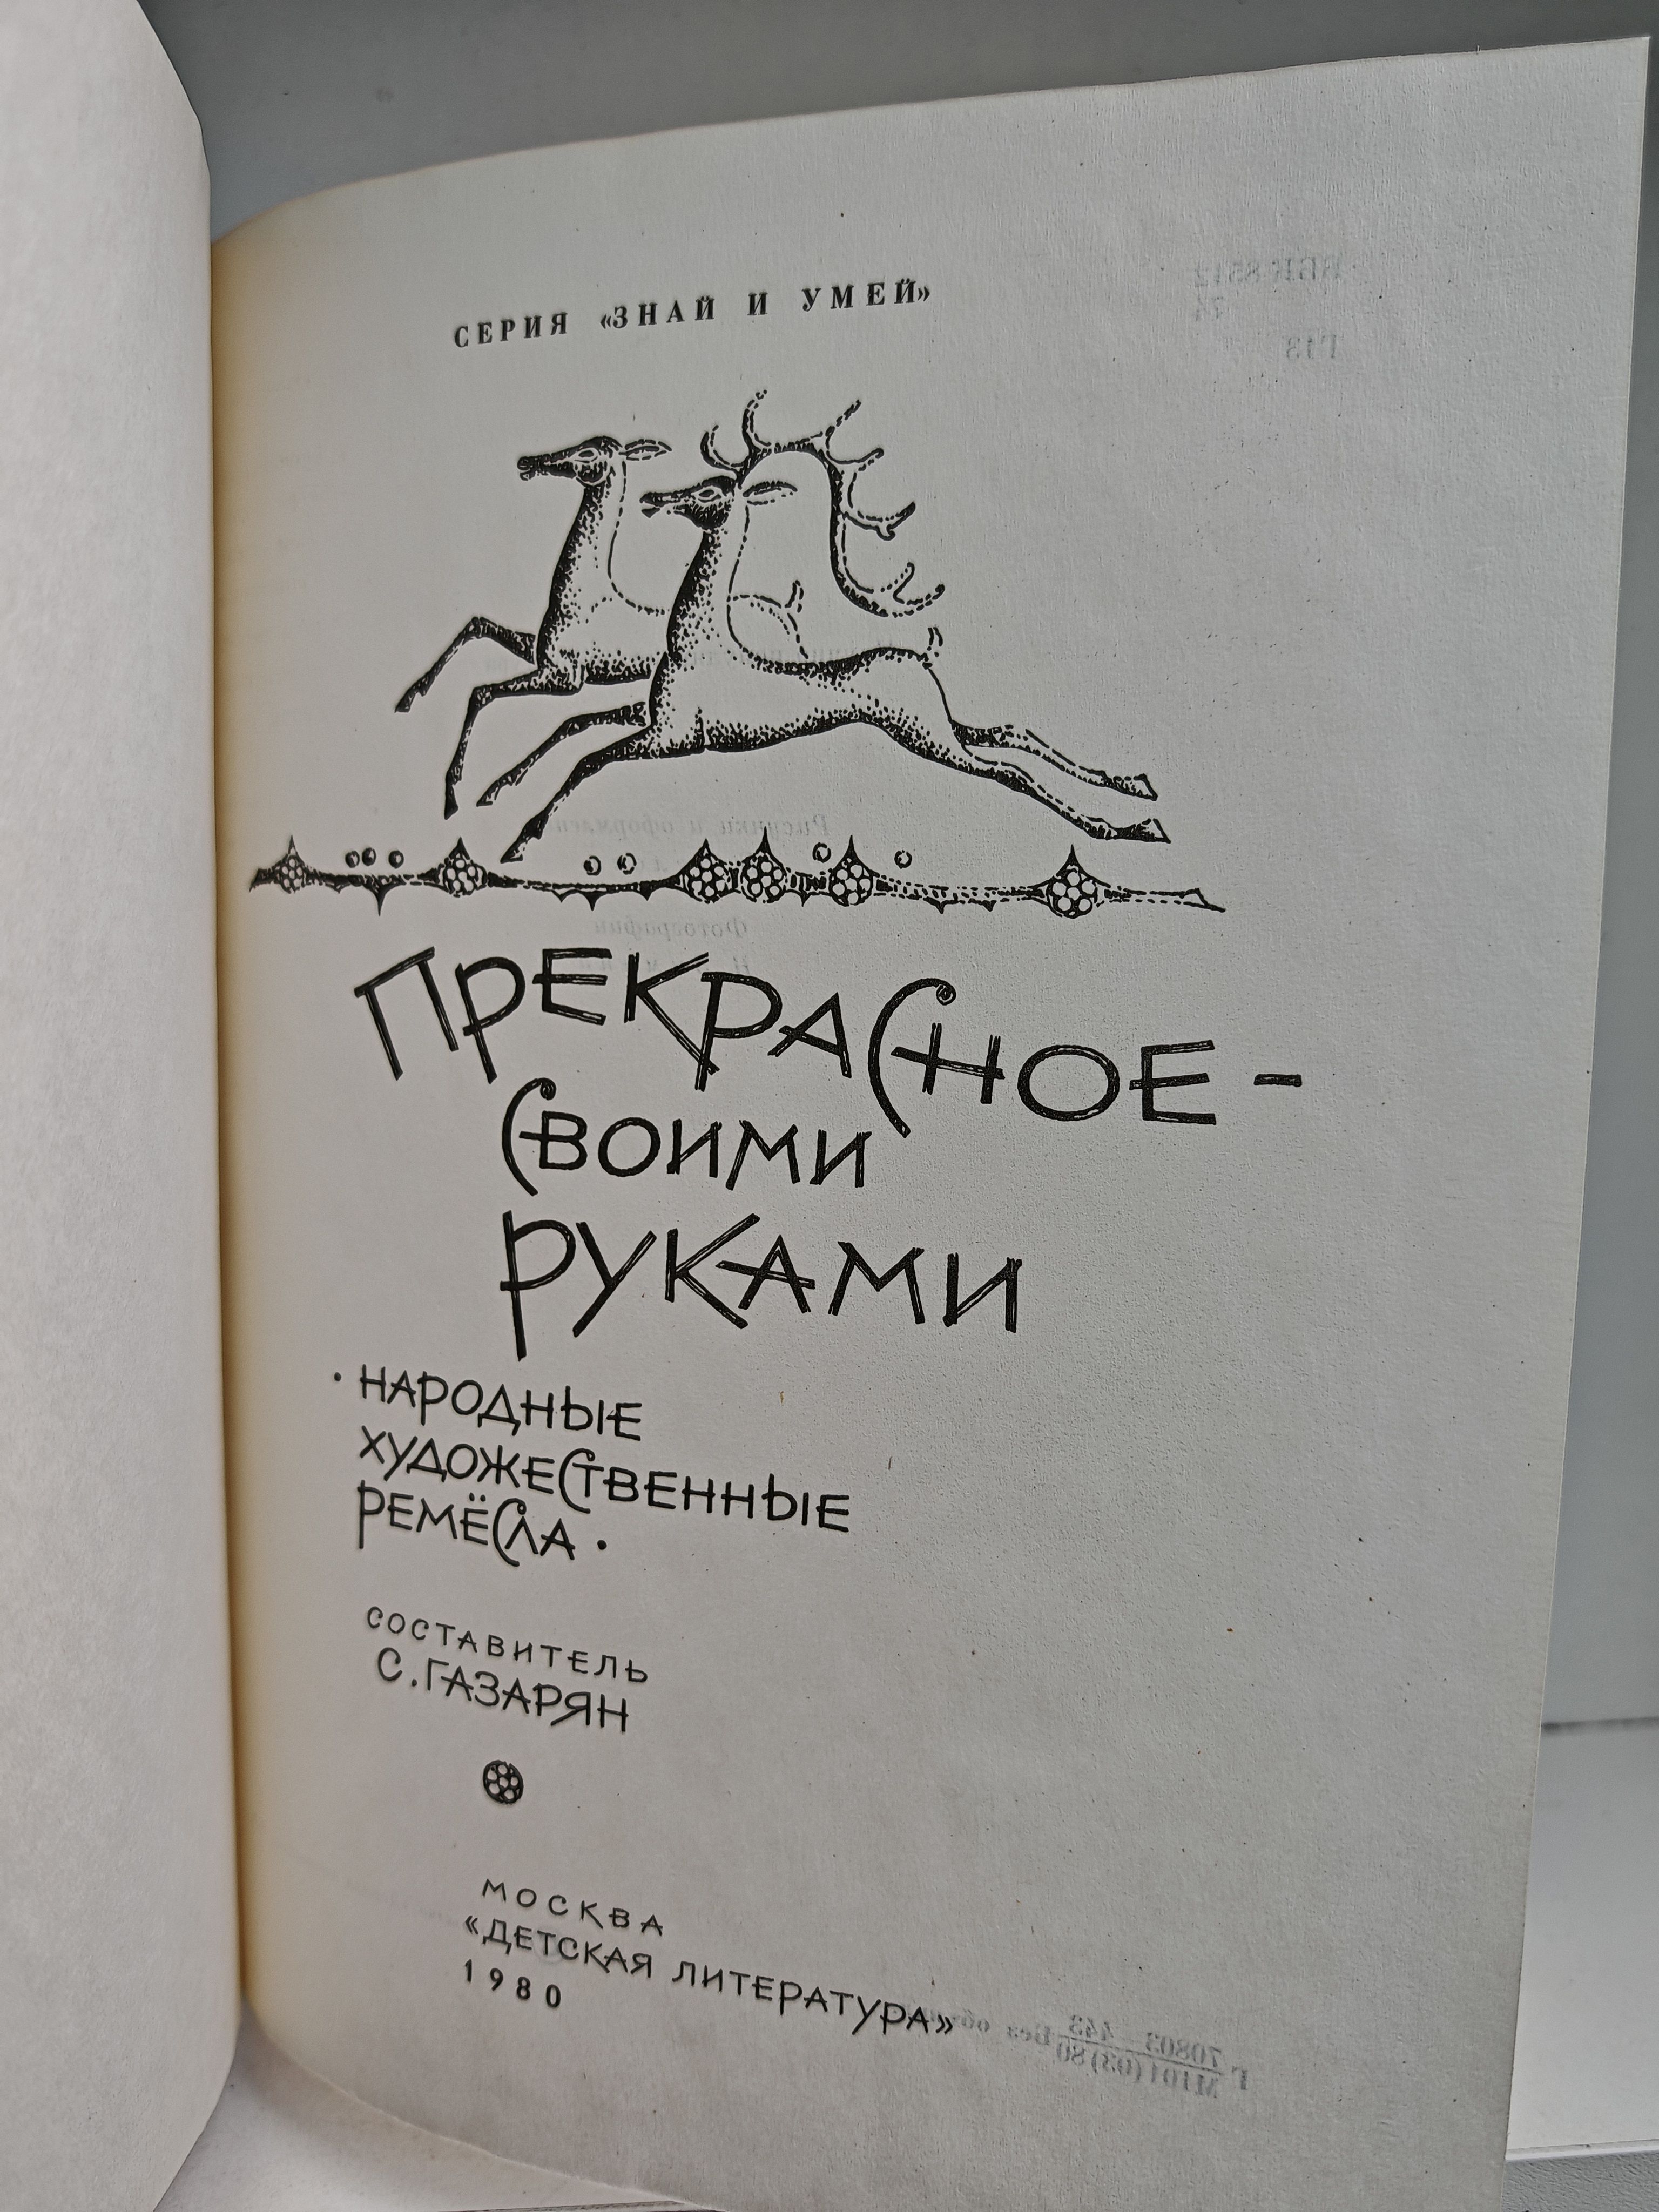 СЕРИЯ «ЗНАЙ И УМЕЙ»
ПРЕКРАСНОЕ –
СВОИМИ
РУКАМИ
· НАРОДНЫЕ
ХУДОЖЕСТВЕННЫЕ
РЕМЁСЛА ·
СОСТАВИТЕЛЬ
С. ГАЗАРЯН
МОСКВА
«ДЕТСКАЯ ЛИТЕРАТУРА»
1980